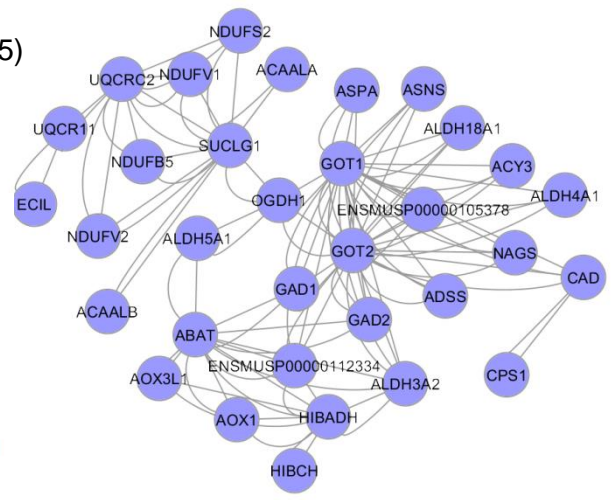 5)
NDUFS2
UQCRC2
NDUFV1
ACAALA
ASPA
ASNS
UQCR11
ALDH18A1
NDUFB5
SUCLG1
GOT1
ACY3
ECIL
OGDH1
ENSMUSP00000105378
ALDH4A1
NDUFV2
ALDH5A1
GOT2
NAGS
CAD
GAD1
ADSS
ACAALB
GAD2
ABAT
ENSMUSP00000112334
AOX3L1
ALDH3A2
CPS1
AOX1
HIBADH
HIBCH